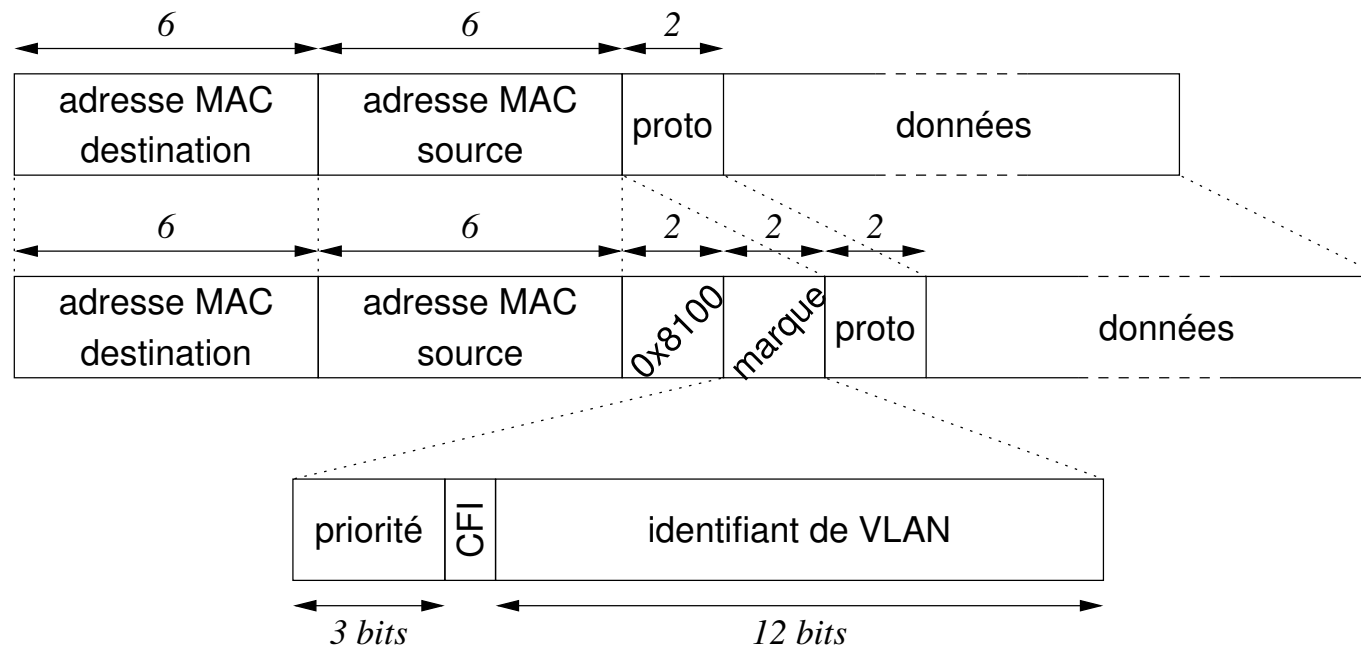 6 6 2
adresse MAC destination
adresse MAC source
proto
données
6 6 2 2 2
adresse MAC destination
adresse MAC source
0x8100
marque
proto
données
priorité
CFI
identifiant de VLAN
3 bits
12 bits